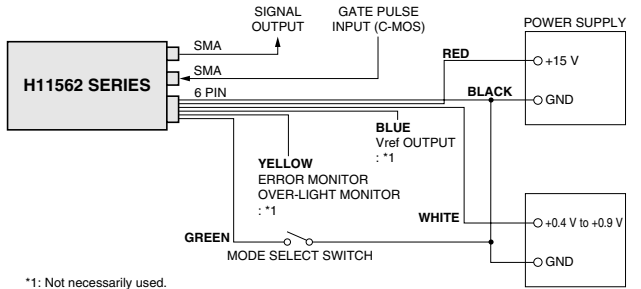 SIGNAL
OUTPUT
GATE PULSE
INPUT (C-MOS)
POWER SUPPLY
SMA
RED
+15 V
H11562 SERIES
SMA
6 PIN
BLACK
GND
BLUE
Vref OUTPUT
: *1
YELLOW
ERROR MONITOR
OVER-LIGHT MONITOR
: *1
WHITE
+0.4 V to +0.9 V
GREEN
MODE SELECT SWITCH
GND
*1: Not necessarily used.